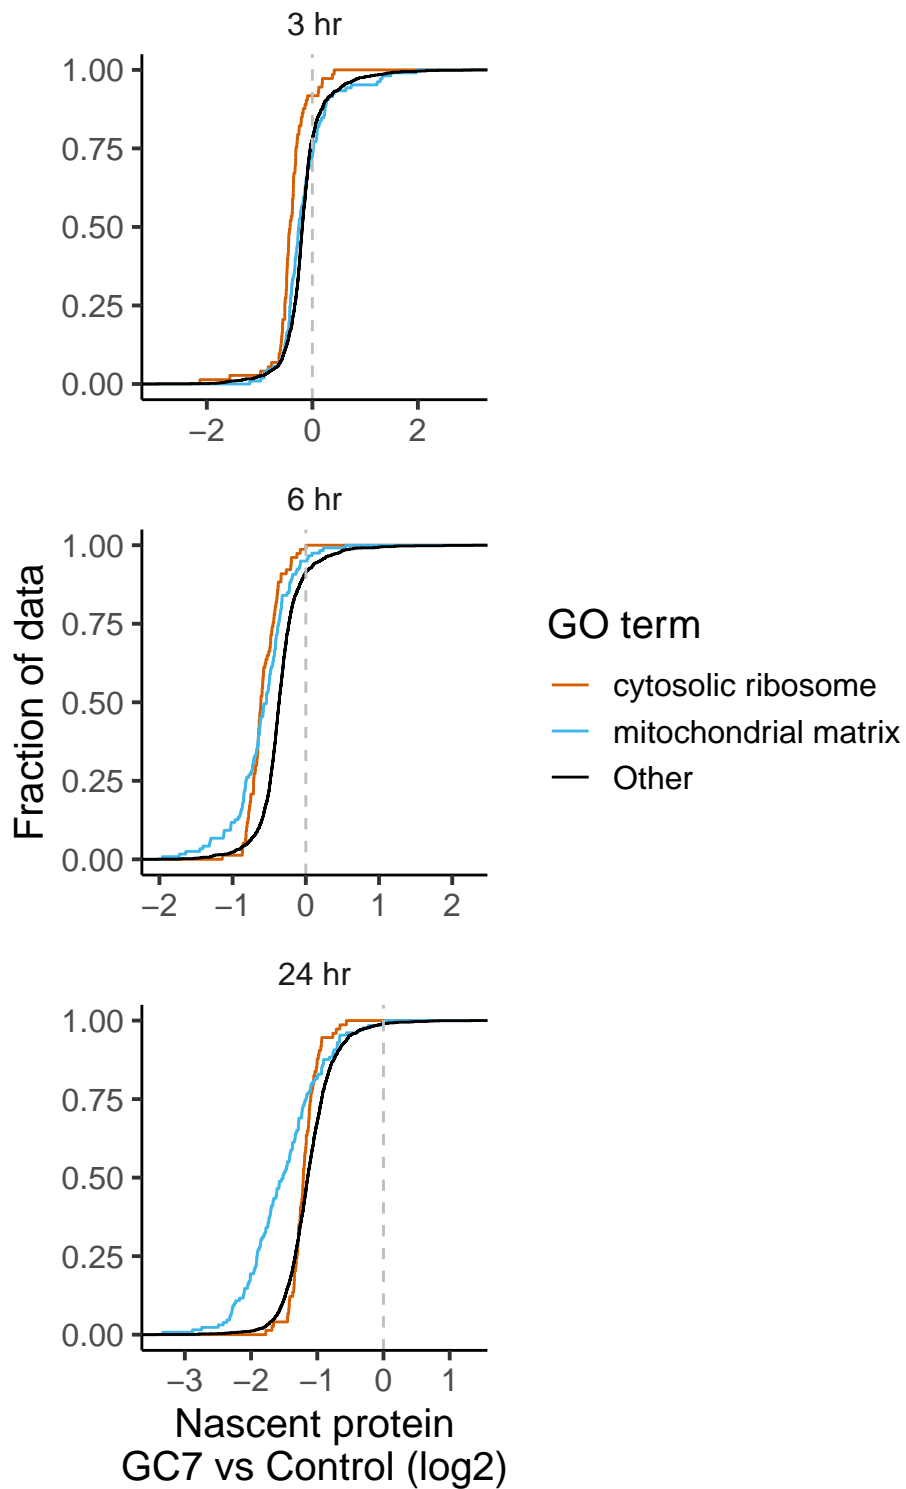 3 hr
1.00
0.75
0.50
0.25
0.00
−2 0 2
6 hr
1.00
0.75
0.50
0.25
0.00
−2 −1 0 1 2
Fraction of data
GO term
cytosolic ribosome
mitochondrial matrix
Other
24 hr
1.00
0.75
0.50
0.25
0.00
−3 −2 −1 0 1
Nascent protein
GC7 vs Control (log2)